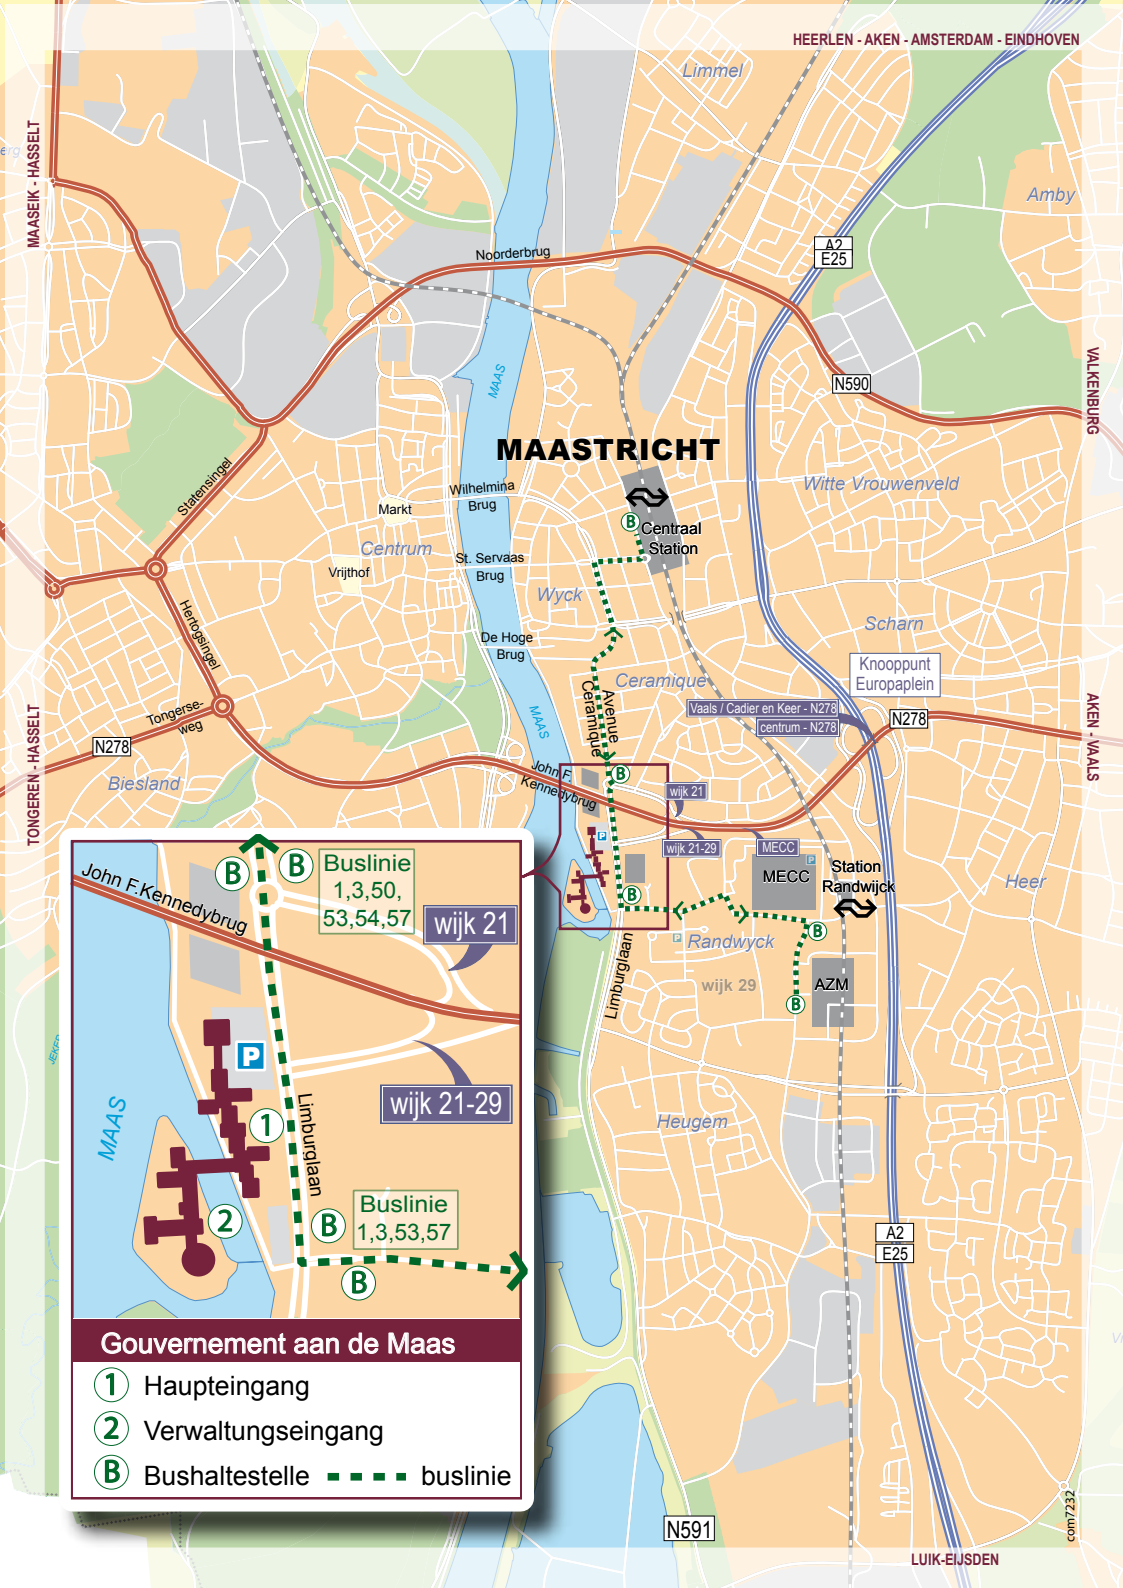 HEERLEN - AKEN - AMSTERDAM - EINDHOVEN
Limmel
MAASEIK - HASSELT
Amby
A2
E25
Noorderbrug
MAAS
N590
VALKENBURG
MAASTRICHT
Statensingel
Wilhelmina
Brug
Markt
Witte Vrouwenveld
B
Centraal
Station
Centrum
St. Servaas
Brug
Vrijthof
Wyck
Hertogsingel
Scharn
De Hoge
Brug
Knooppunt
Europaplein
Ceramique
Avenue
Ceramique
Vaals / Cadier en Keer - N278
centrum - N278
N278
AKEN - VAALS
Tongerse-
weg
N278
MAAS
TONGEREN - HASSELT
Biesland
John F.
Kennedybrug
B
wijk 21
wijk 21-29
MECC
P
P
MECC
Station
Randwijck
Heer
B
B
P
Randwyck
Limburglaan
wijk 29
AZM
B
JEKER
Heugem
A2
E25
N591
com7232
LUIK-EIJSDEN
John F.Kennedybrug
B
B
Buslinie
1,3,50,
53,54,57
wijk 21
P
wijk 21-29
MAAS
1
Limburglaan
2
B
Buslinie
1,3,53,57
B
Gouvernement aan de Maas
1 Haupteingang
2 Verwaltungseingang
B Bushaltestelle buslinie